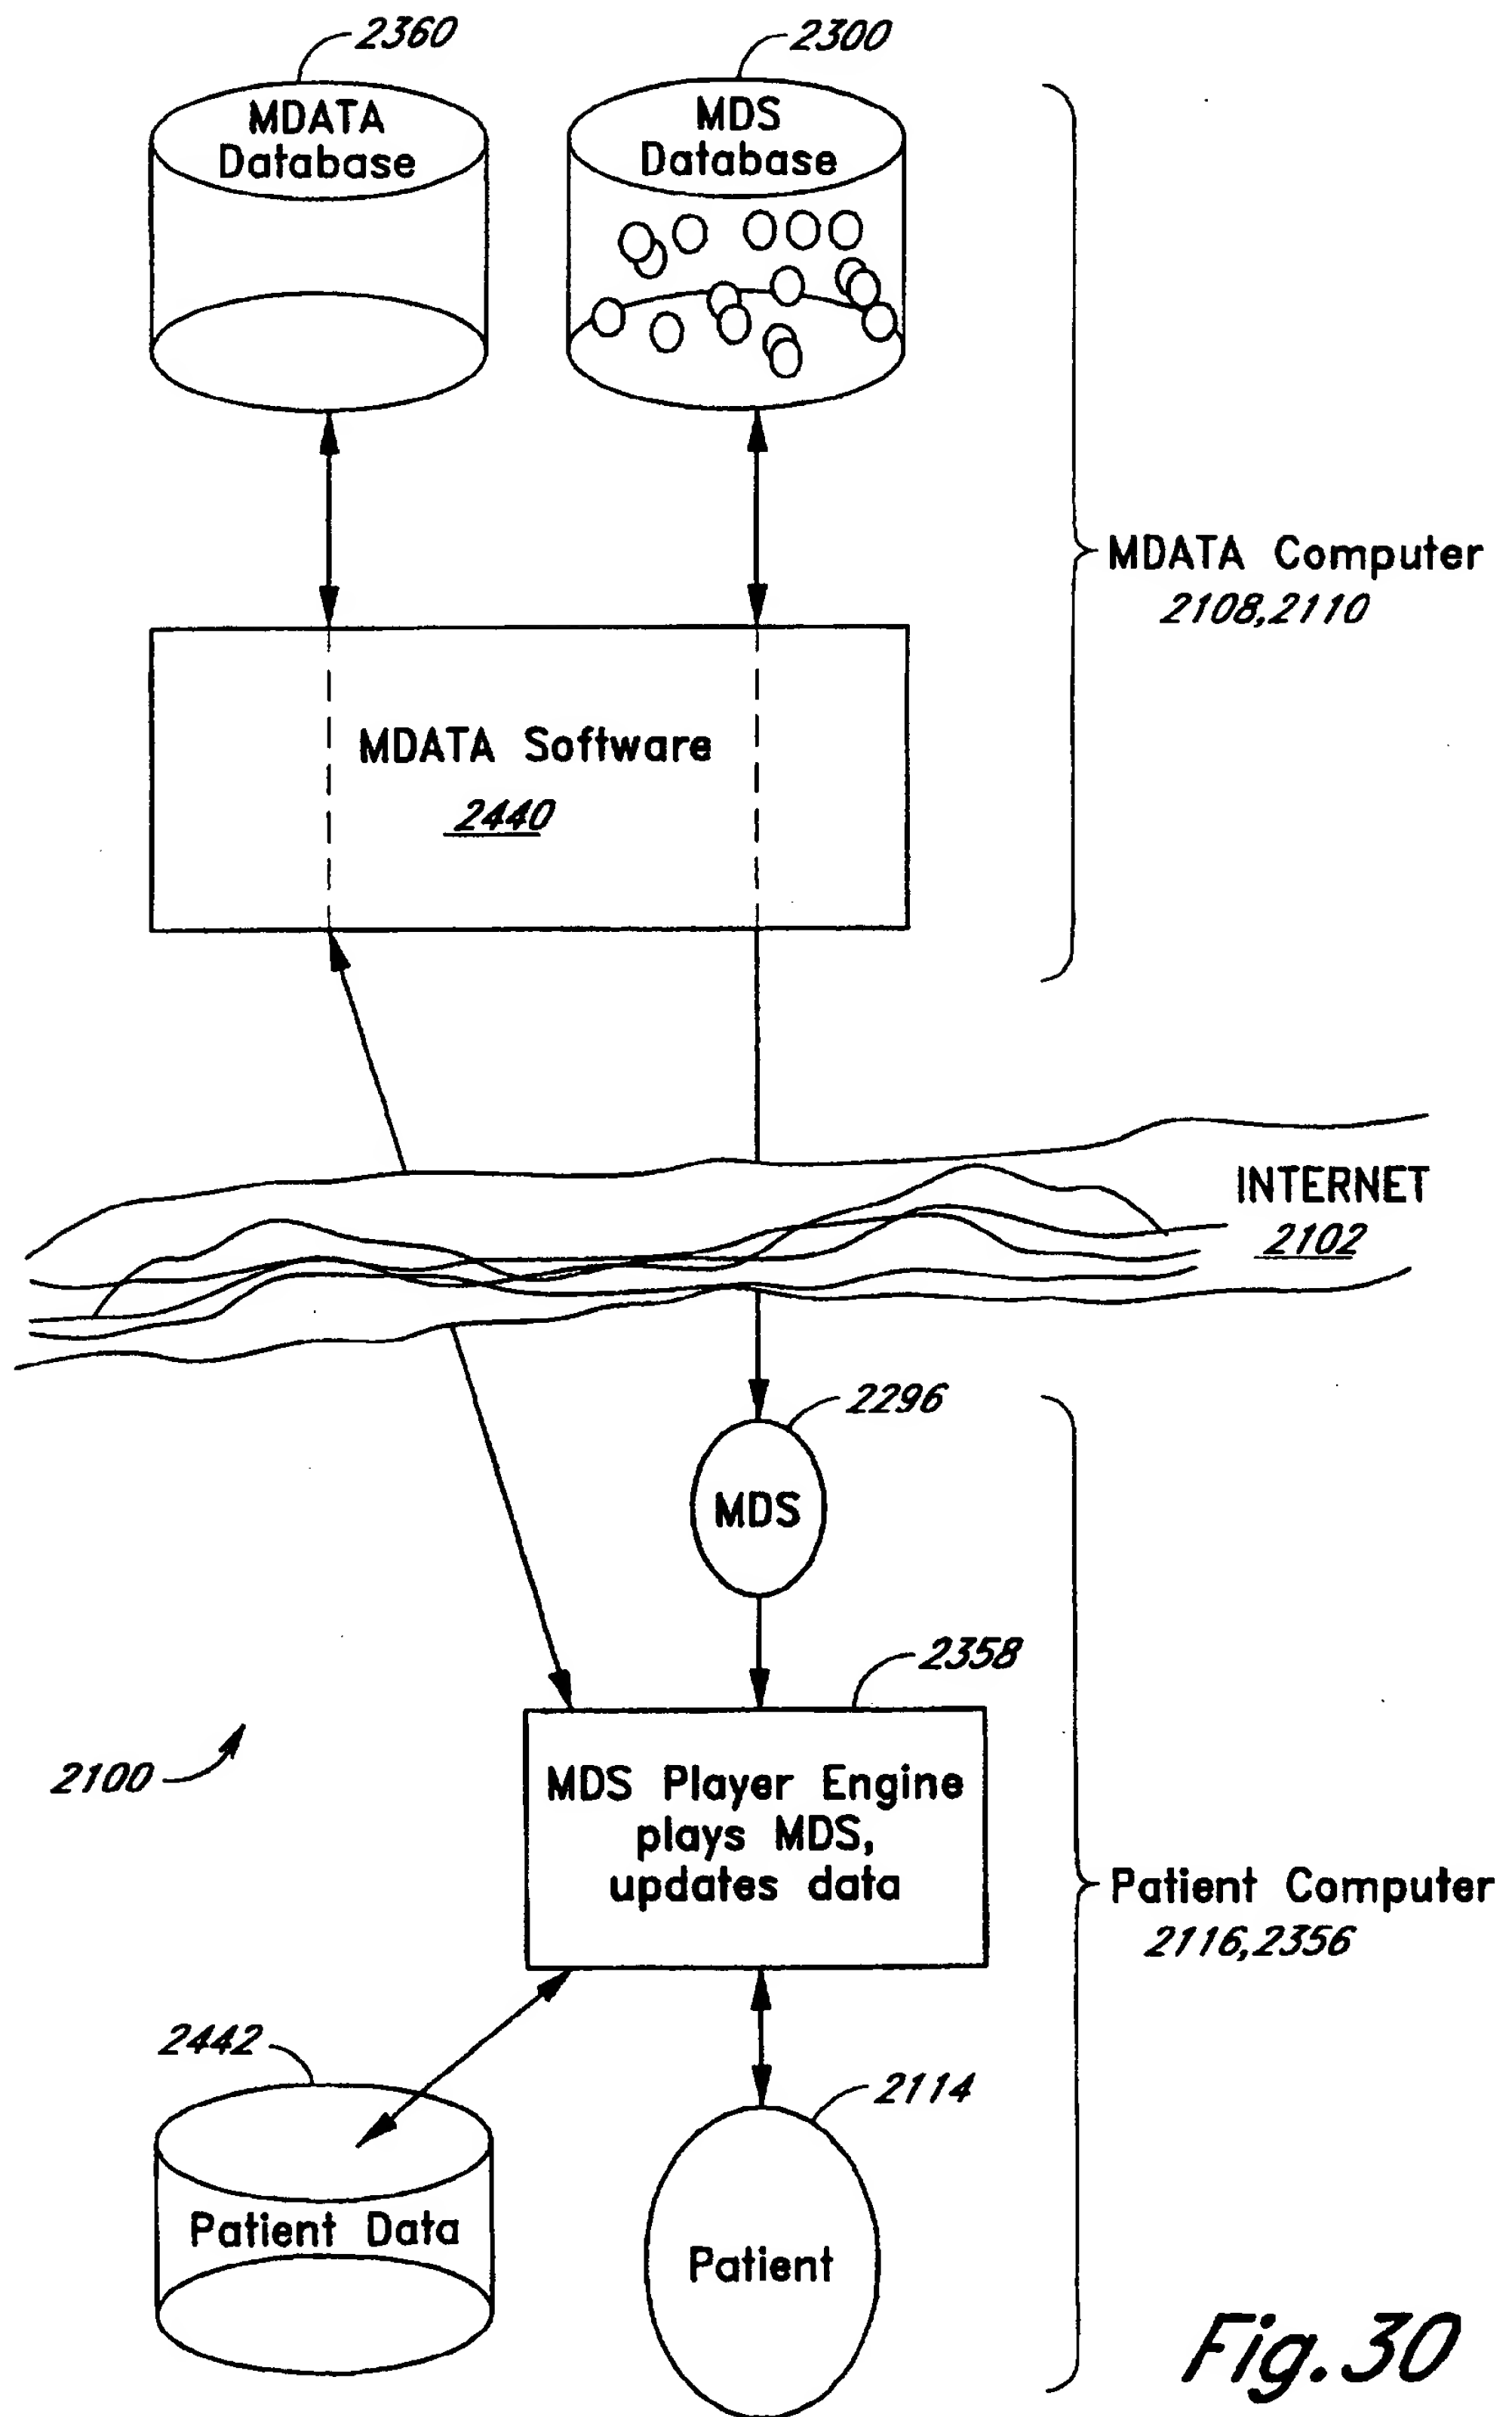 2360
2300
MDATA
Database
MDS
Database
MDATA Computer
2108,2110
MDATA Software
2440
INTERNET
2102
2296
MDS
2358
2100
MDS Player Engine
plays MDS,
updates data
Patient Computer
2116,2356
2442
2114
Patient Data
Patient
Fig. 30